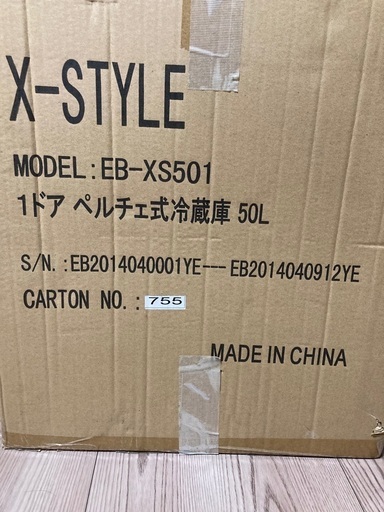 X-STYLE
MODEL:EB-XS501
1ドア ペルチェ式冷蔵庫 50L
S/N.:EB2014040001YE---EB2014040912YE
CARTON NO.: 755
MADE IN CHINA